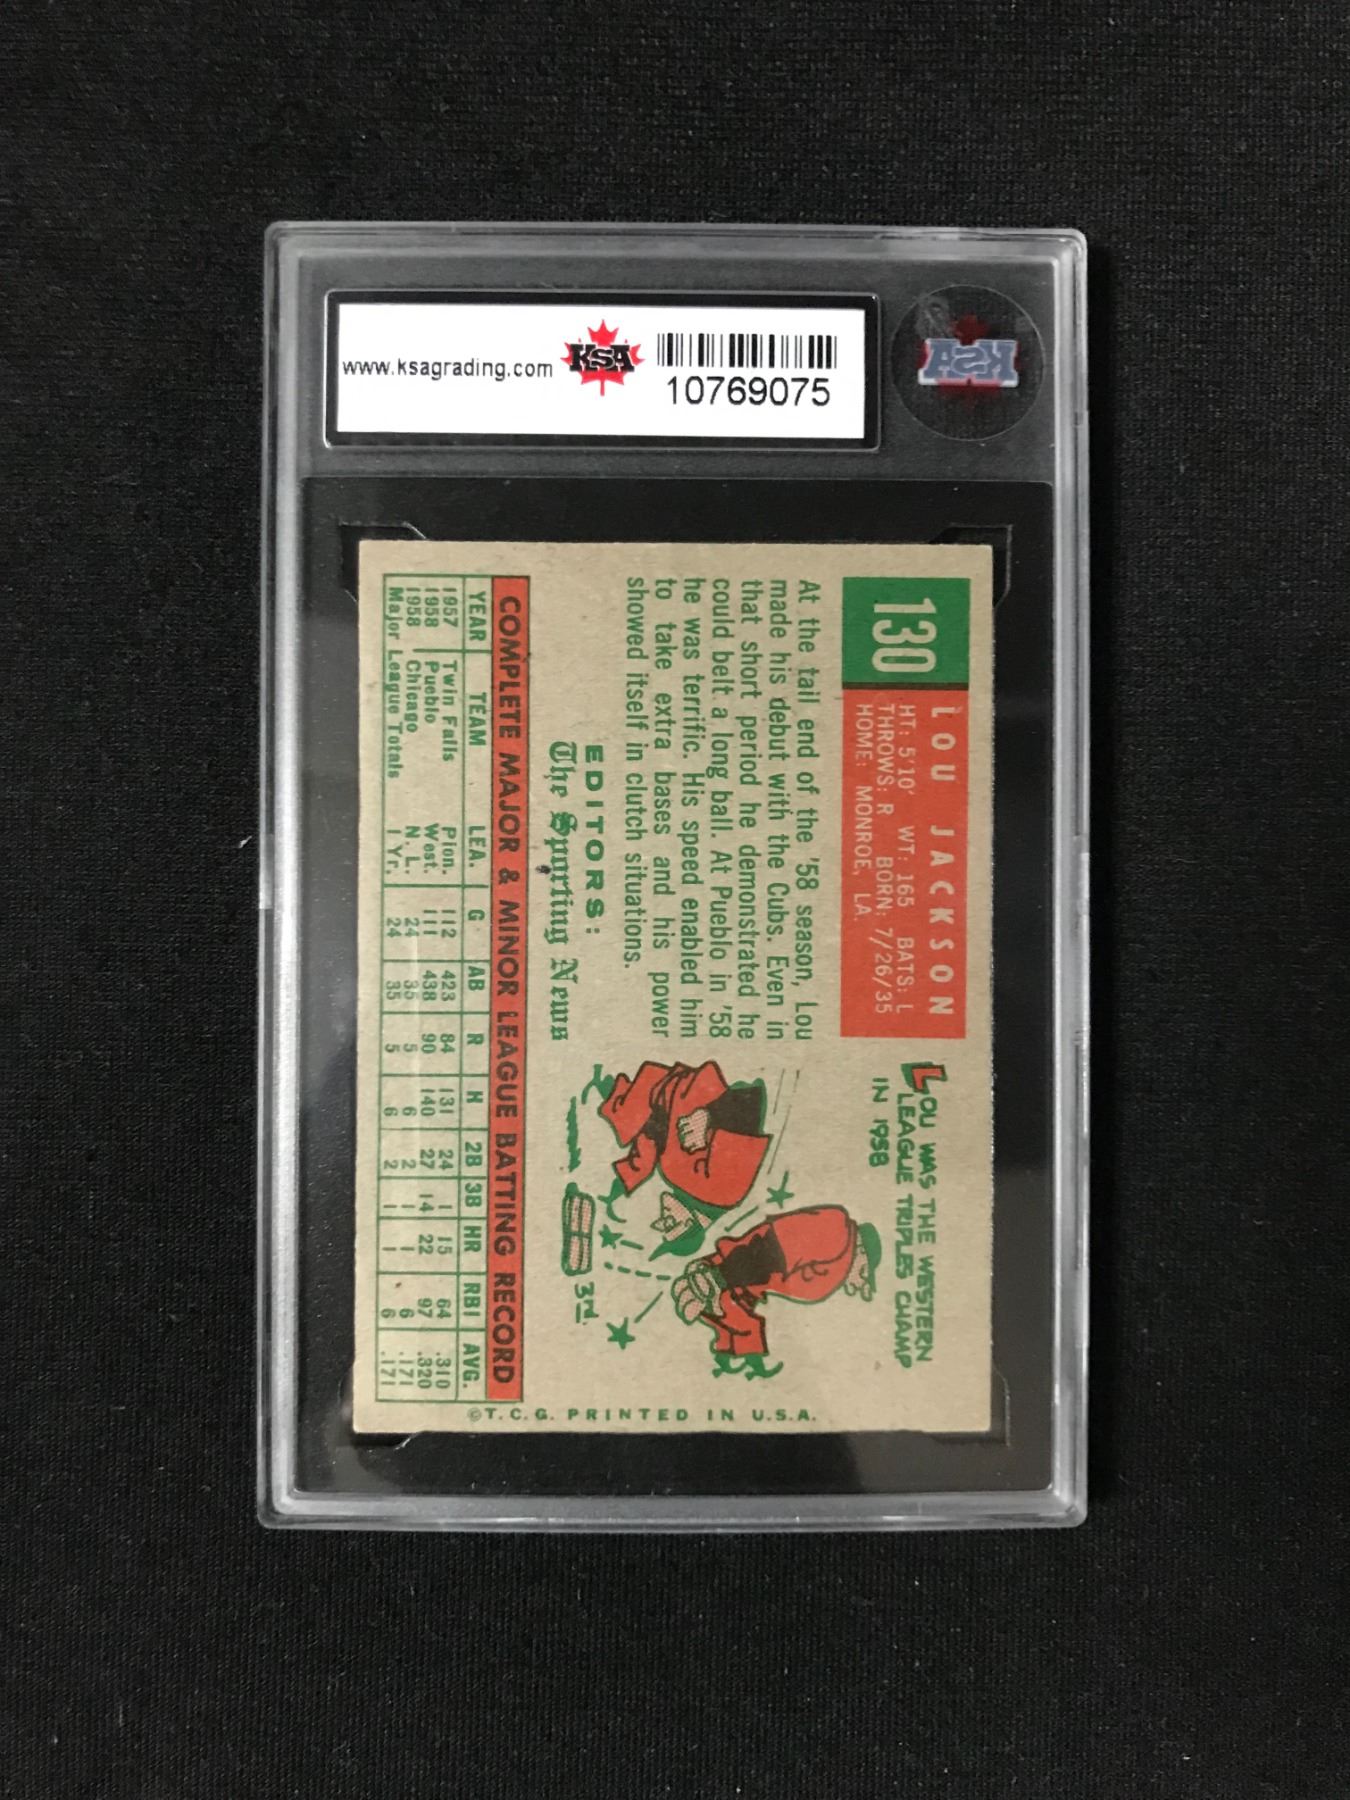 www.ksagrading.com
KSA
10769075
KSA
130
LOU JACKSON
HT: 5'10" WT: 165 BATS: L
THROWS: R BORN: 7/26/35
HOME: MONROE, LA.
At the tail end of the '58 season, Lou
made his debut with the Cubs. Even in
that short period he demonstrated he
could belt a long ball. At Pueblo in '58
he was terrific. His speed enabled him
to take extra bases and his power
showed itself in clutch situations.
EDITORS:
The Sporting News
LOU WAS THE WESTERN
LEAGUE TRIPLES CHAMP
IN 1958
3rd
COMPLETE MAJOR & MINOR LEAGUE BATTING RECORD
YEAR TEAM LEA. G AB R H 2B 3B HR RBI AVG.
1957 Twin Falls Pion. 112 423 84 131 24 1 15 64 .310
1958 Pueblo West. 111 438 90 140 27 14 22 97 .320
1958 Chicago N. L. 24 35 5 6 2 1 1 6 .171
Major League Totals 1 Yr. 24 35 5 6 2 1 1 6 .171
©T.C.G. PRINTED IN U.S.A.